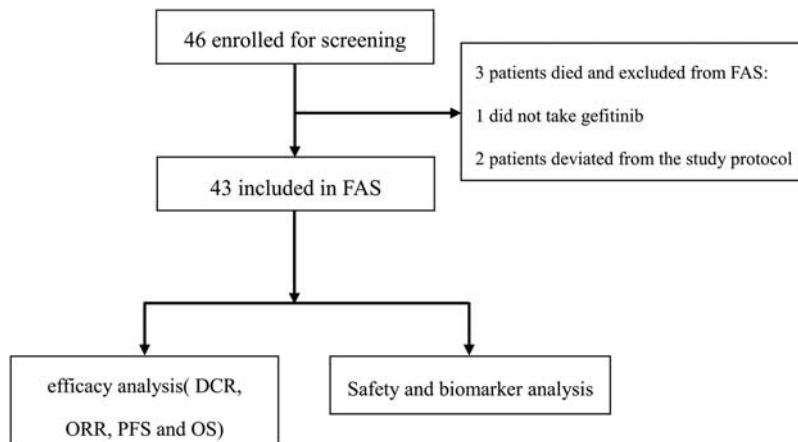 46 enrolled for screening
3 patients died and excluded from FAS:
1 did not take gefitinib
2 patients deviated from the study protocol
43 included in FAS
efficacy analysis( DCR,
ORR, PFS and OS)
Safety and biomarker analysis